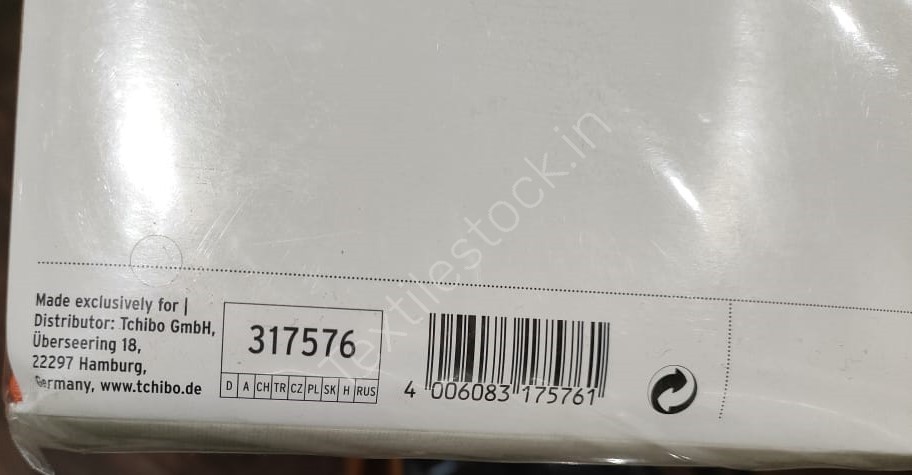 Made exclusively for |
Distributor: Tchibo GmbH,
Überseering 18,
22297 Hamburg,
Germany, www.tchibo.de
317576
D A CH TR CZ PL SK H RUS
4 006083 175761
textilestock.in